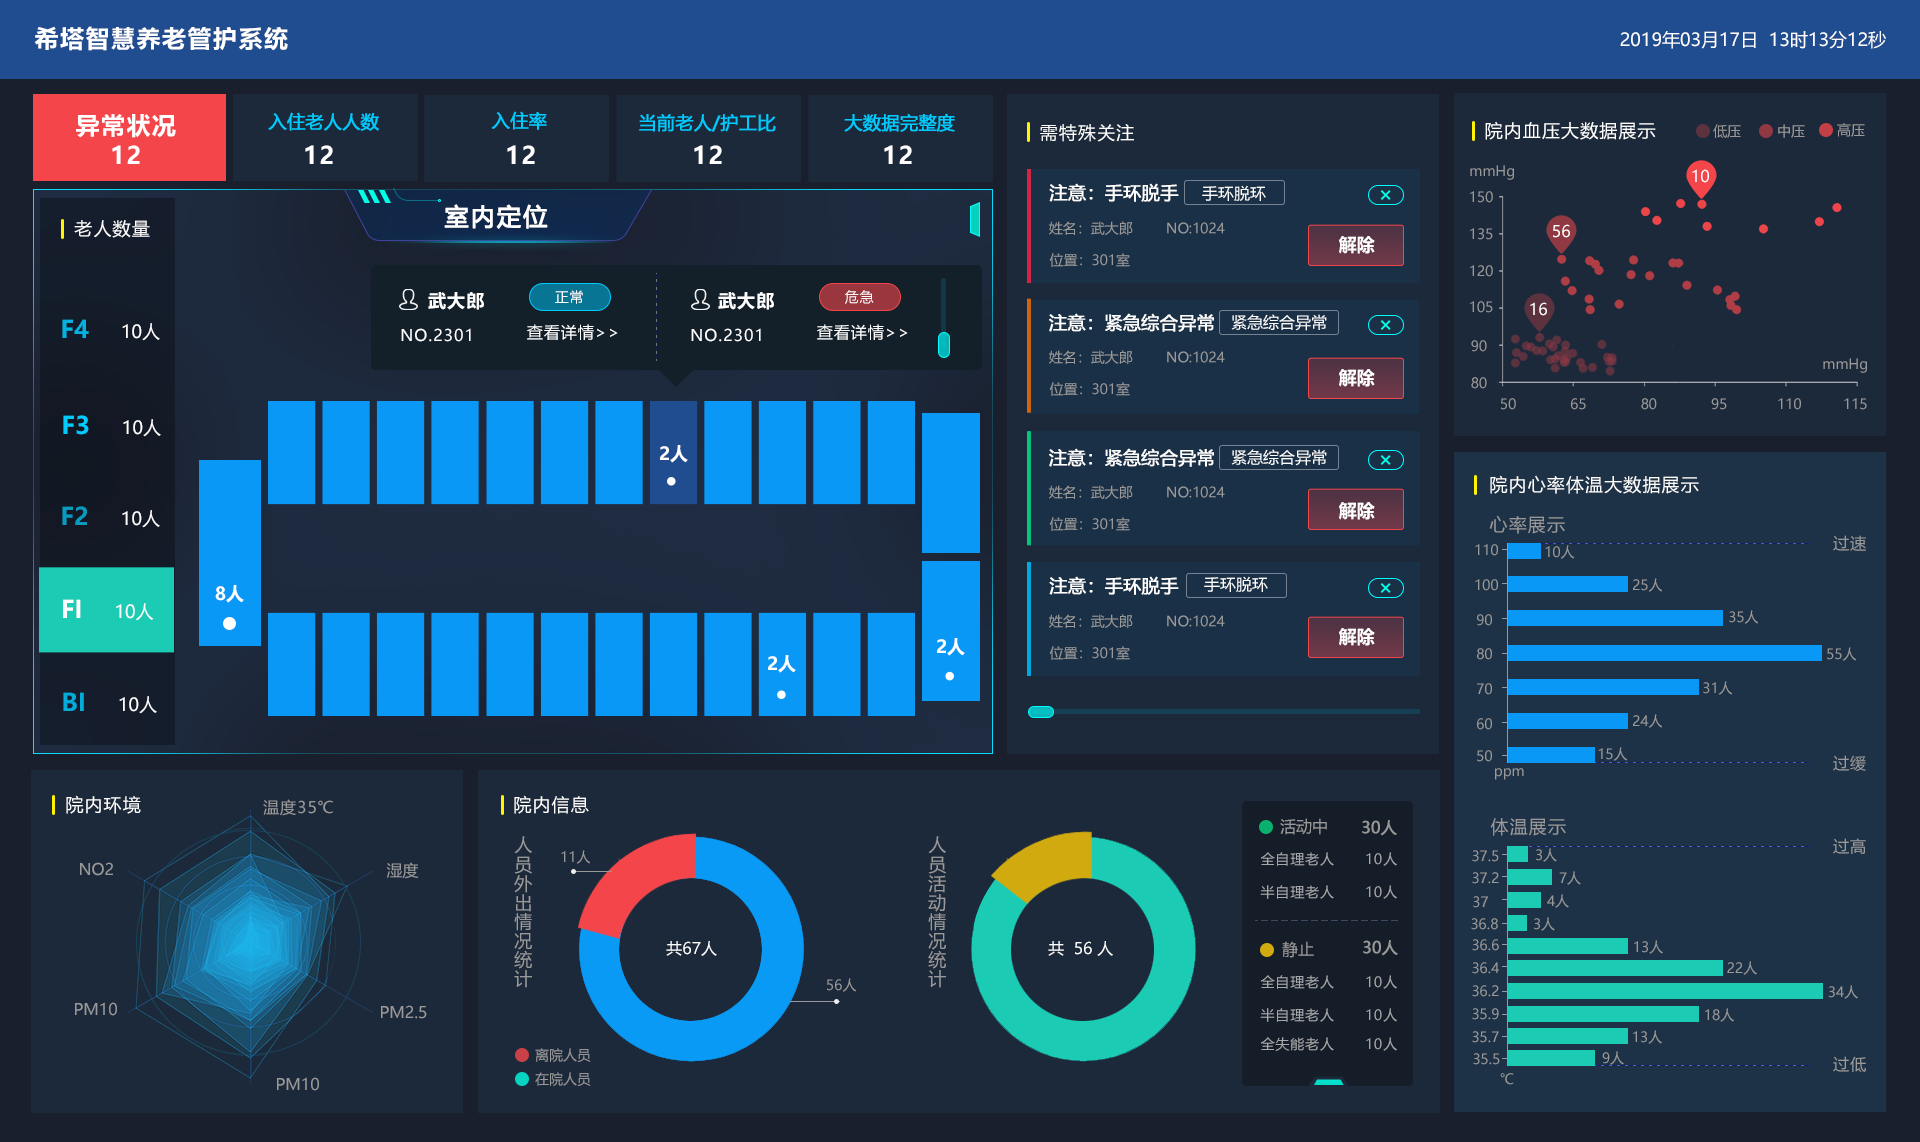 希塔智慧养老管护系统
2019年03月17日 13时13分12秒
异常状况
12
入住老人人数
12
入住率
12
当前老人/护工比
12
大数据完整度
12
老人数量
F4 10人
F3 10人
F2 10人
FI 10人
BI 10人
室内定位
武大郎 正常
NO.2301 查看详情>>
武大郎 危急
NO.2301 查看详情>>
2人
8人
2人
2人
需特殊关注
注意：手环脱手 手环脱环
姓名：武大郎 NO:1024
位置：301室
解除
注意：紧急综合异常 紧急综合异常
姓名：武大郎 NO:1024
位置：301室
解除
注意：紧急综合异常 紧急综合异常
姓名：武大郎 NO:1024
位置：301室
解除
注意：手环脱手 手环脱环
姓名：武大郎 NO:1024
位置：301室
解除
院内血压大数据展示 低压 中压 高压
mmHg
150
135
120
105
90
80
10
56
16
mmHg
50 65 80 95 110 115
院内心率体温大数据展示
心率展示
过速
110 10人
100 25人
90 35人
80 55人
70 31人
60 24人
50 15人
过缓
ppm
体温展示
过高
37.5 3人
37.2 7人
37 4人
36.8 3人
36.6 13人
36.4 22人
36.2 34人
35.9 18人
35.7 13人
35.5 9人
过低
℃
院内环境
温度35℃
湿度
PM2.5
PM10
PM10
NO2
院内信息
人员外出情况统计
11人
共67人
56人
离院人员
在院人员
人员活动情况统计
共 56 人
活动中 30人
全自理老人 10人
半自理老人 10人
静止 30人
全自理老人 10人
半自理老人 10人
全失能老人 10人